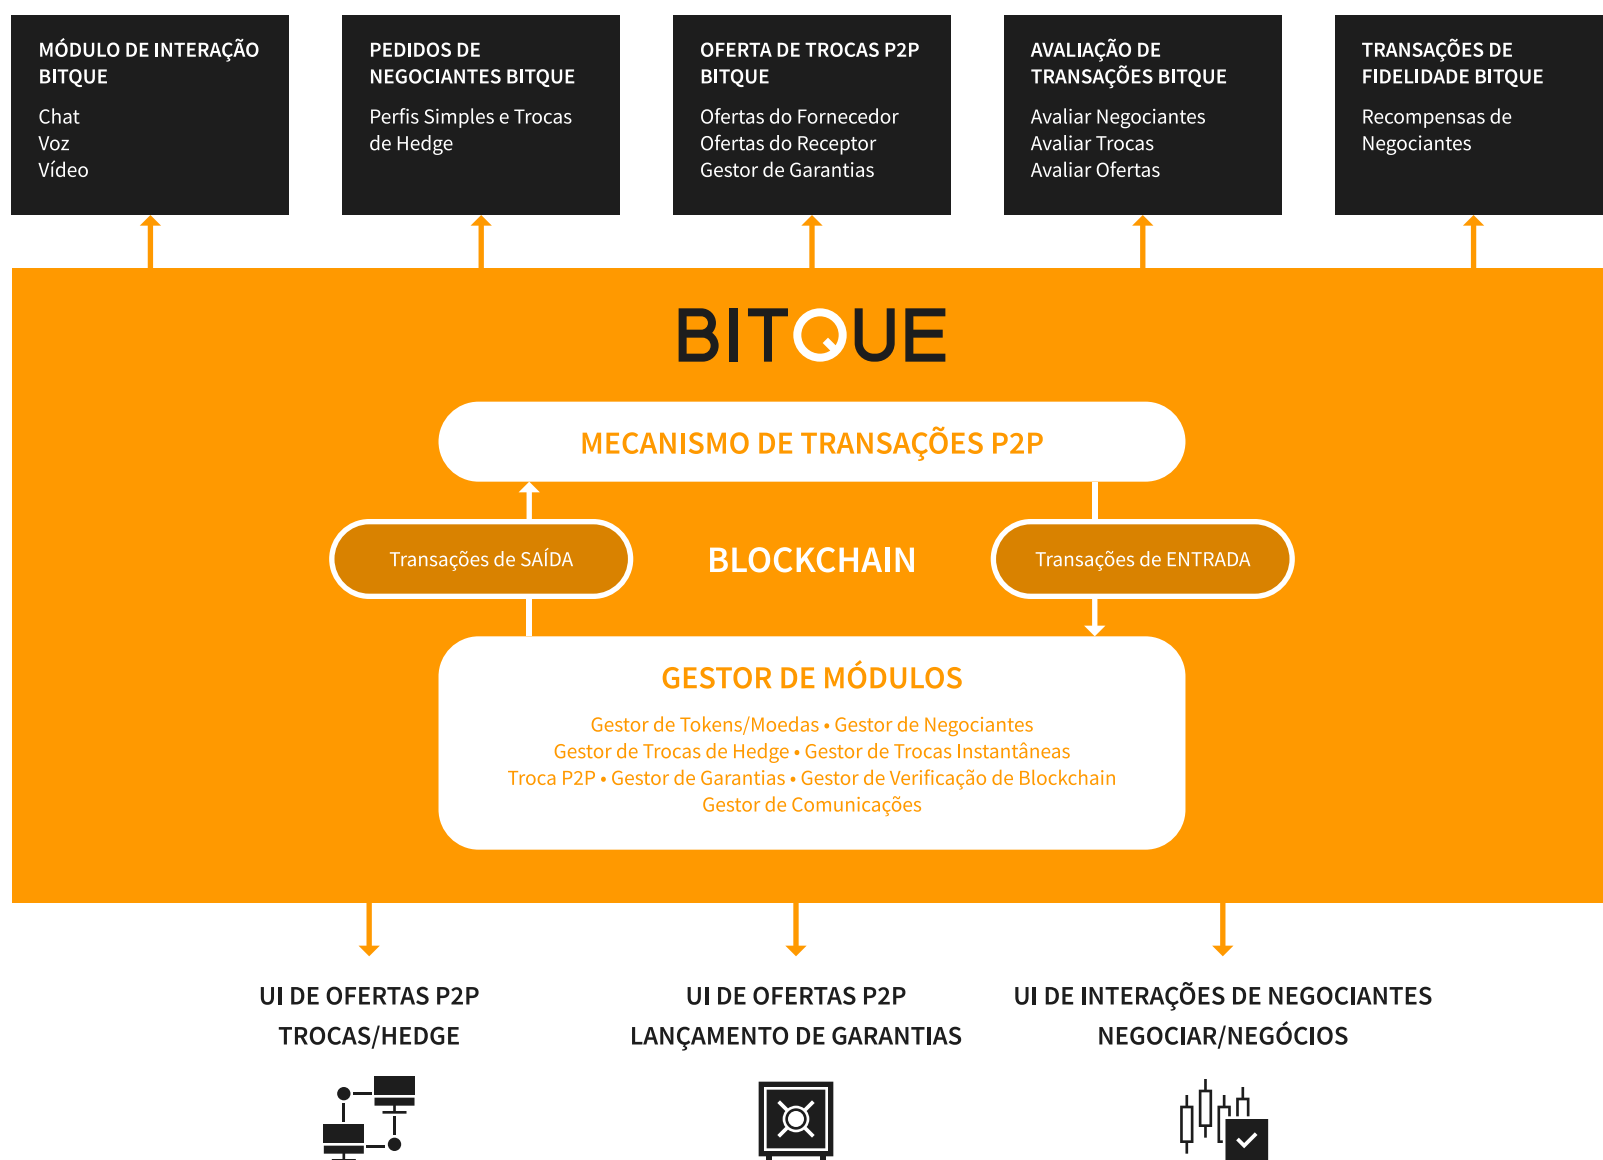 MÓDULO DE INTERAÇÃO
BITQUE
Chat
Voz
Vídeo
PEDIDOS DE
NEGOCIANTES BITQUE
Perfis Simples e Trocas
de Hedge
OFERTA DE TROCAS P2P
BITQUE
Ofertas do Fornecedor
Ofertas do Receptor
Gestor de Garantias
AVALIAÇÃO DE
TRANSAÇÕES BITQUE
Avaliar Negociantes
Avaliar Trocas
Avaliar Ofertas
TRANSAÇÕES DE
FIDELIDADE BITQUE
Recompensas de
Negociantes
BITQUE
MECANISMO DE TRANSAÇÕES P2P
Transações de SAÍDA
BLOCKCHAIN
Transações de ENTRADA
GESTOR DE MÓDULOS
Gestor de Tokens/Moedas • Gestor de Negociantes
Gestor de Trocas de Hedge • Gestor de Trocas Instantâneas
Troca P2P • Gestor de Garantias • Gestor de Verificação de Blockchain
Gestor de Comunicações
UI DE OFERTAS P2P
TROCAS/HEDGE
UI DE OFERTAS P2P
LANÇAMENTO DE GARANTIAS
UI DE INTERAÇÕES DE NEGOCIANTES
NEGOCIAR/NEGÓCIOS